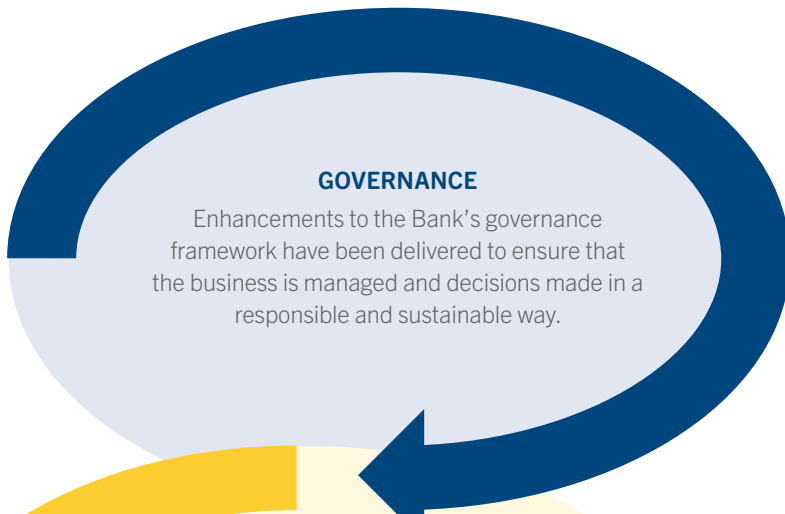 GOVERNANCE
Enhancements to the Bank’s governance
framework have been delivered to ensure that
the business is managed and decisions made in a
responsible and sustainable way.